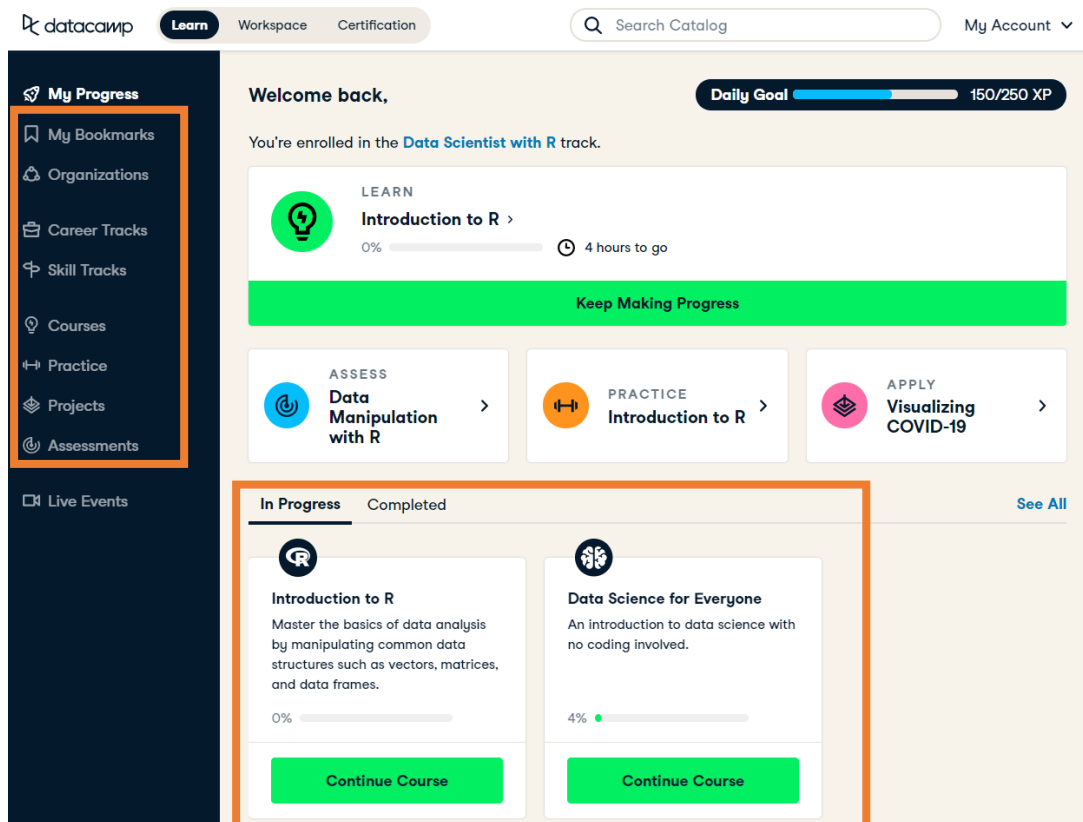 datacamp
Learn
Workspace
Certification
Search Catalog
My Account
My Progress
My Bookmarks
Organizations
Career Tracks
Skill Tracks
Courses
Practice
Projects
Assessments
Live Events
Welcome back,
Daily Goal
150/250 XP
You're enrolled in the Data Scientist with R track.
LEARN
Introduction to R
0%
4 hours to go
Keep Making Progress
ASSESS
Data
Manipulation
with R
PRACTICE
Introduction to R
APPLY
Visualizing
COVID-19
In Progress
Completed
See All
R
Introduction to R
Master the basics of data analysis
by manipulating common data
structures such as vectors, matrices,
and data frames.
0%
Continue Course
Data Science for Everyone
An introduction to data science with
no coding involved.
4%
Continue Course